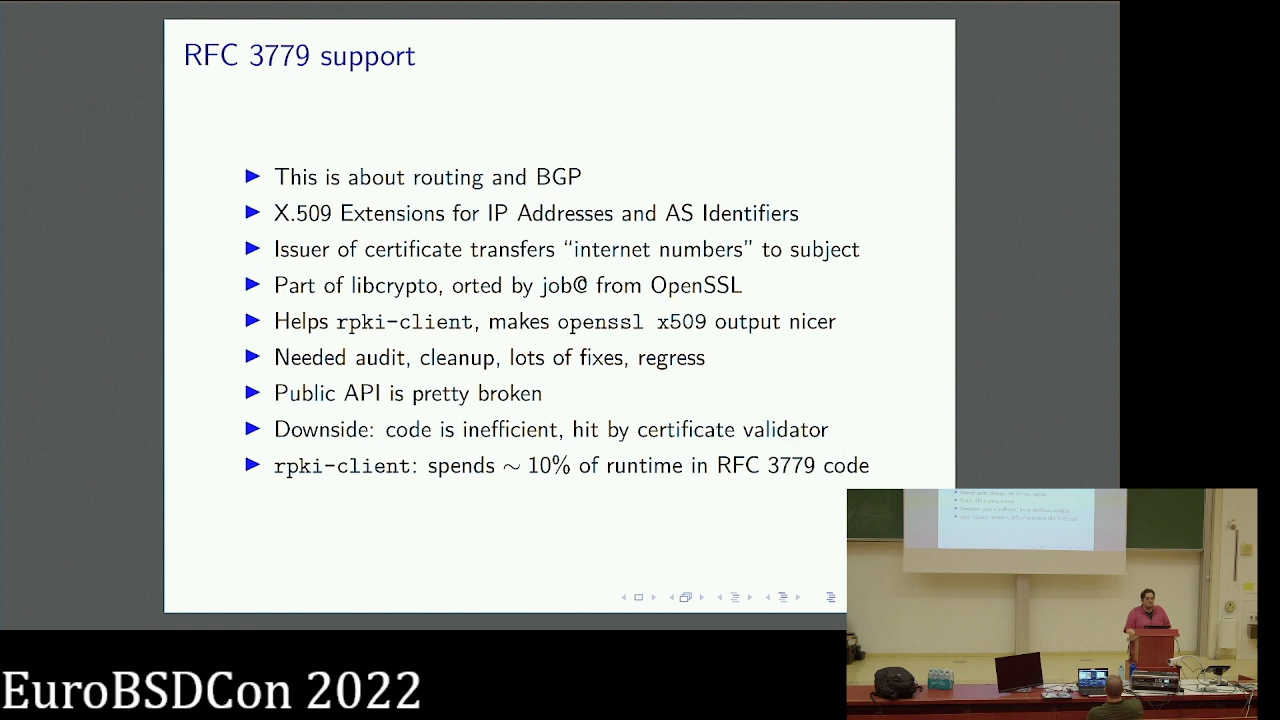 RFC 3779 support
This is about routing and BGP
X.509 Extensions for IP Addresses and AS Identifiers
Issuer of certificate transfers “internet numbers” to subject
Part of libcrypto, orted by job@ from OpenSSL
Helps rpki-client, makes openssl x509 output nicer
Needed audit, cleanup, lots of fixes, regress
Public API is pretty broken
Downside: code is inefficient, hit by certificate validator
rpki-client: spends ∼ 10% of runtime in RFC 3779 code
EuroBSDCon 2022